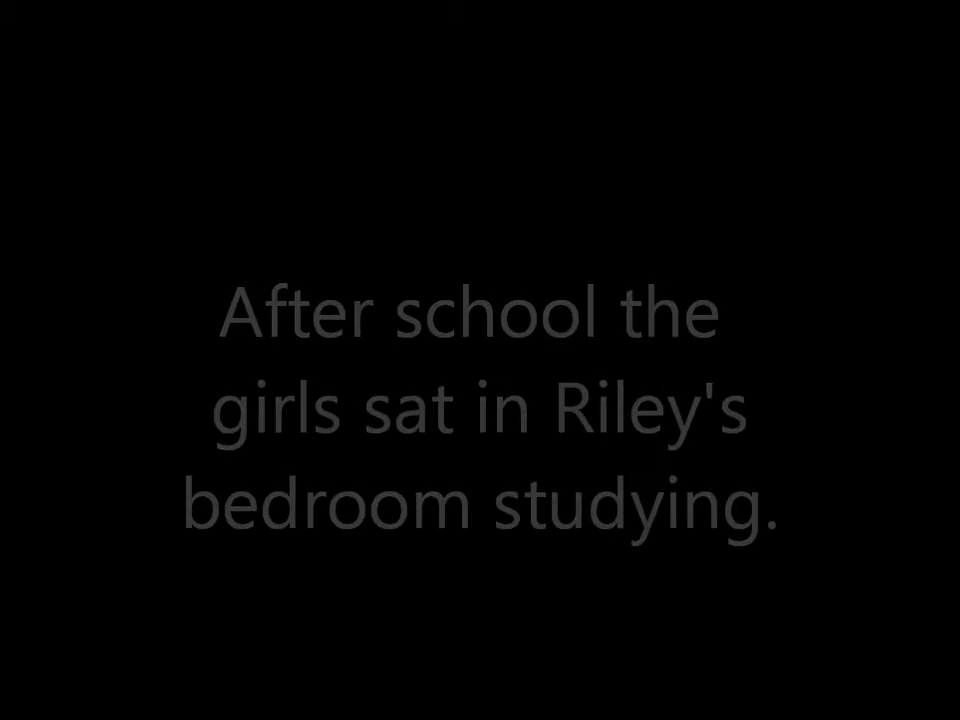 After school the
girls sat in Riley's
bedroom studying.